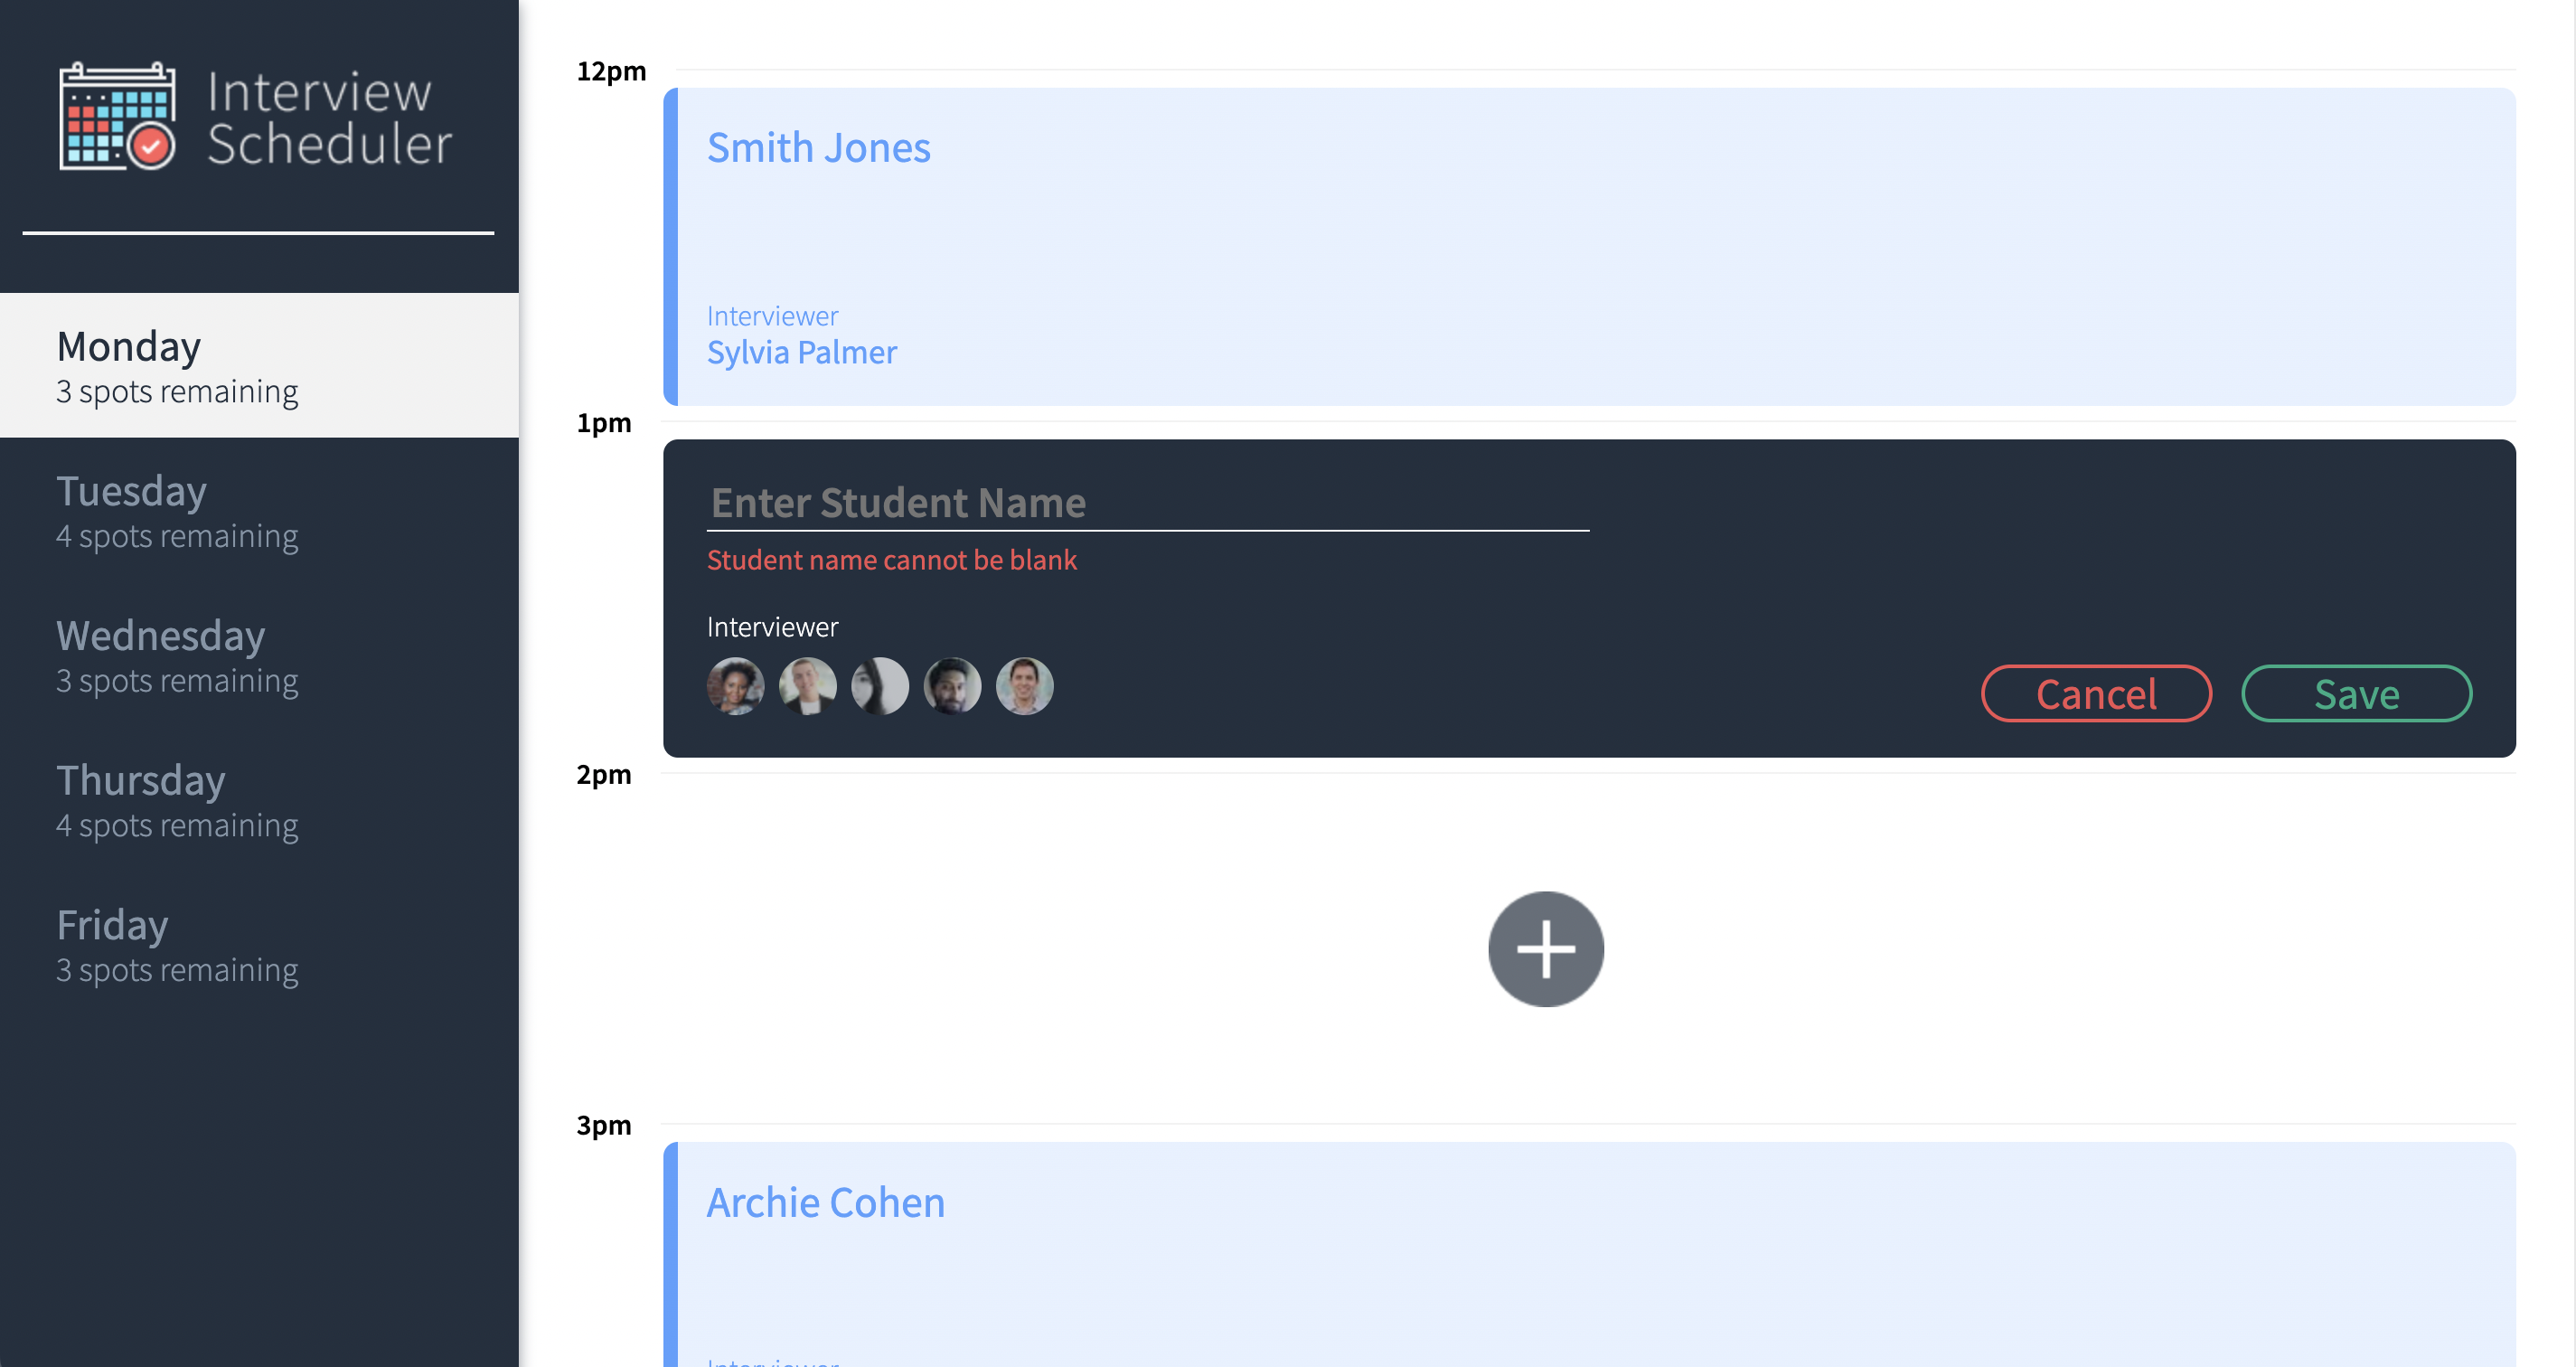 Interview
Scheduler
Monday
3 spots remaining
Tuesday
4 spots remaining
Wednesday
3 spots remaining
Thursday
4 spots remaining
Friday
3 spots remaining
12pm
Smith Jones
Interviewer
Sylvia Palmer
1pm
Enter Student Name
Student name cannot be blank
Interviewer
Cancel Save
2pm
3pm
Archie Cohen
Interviewer